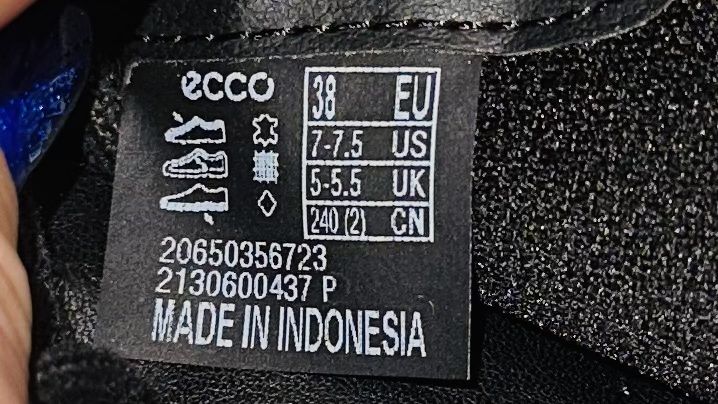 ecco
38 EU
7-7.5 US
5-5.5 UK
240 (2) CN
20650356723
2130600437 P
MADE IN INDONESIA